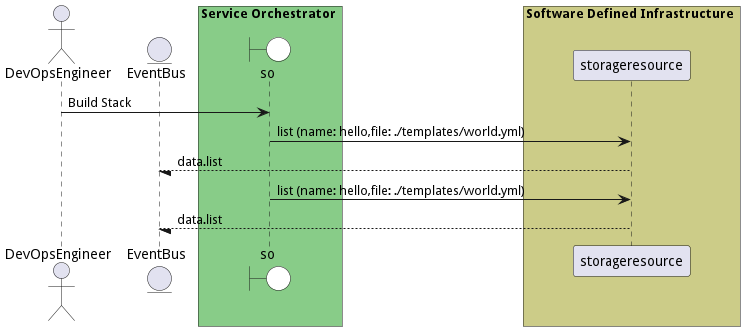 Service Orchestrator
Software Defined Infrastructure
DevOpsEngineer
EventBus
so
storageresource
Build Stack
list (name: hello,file: ./templates/world.yml)
data.list
list (name: hello,file: ./templates/world.yml)
data.list
DevOpsEngineer
EventBus
so
storageresource